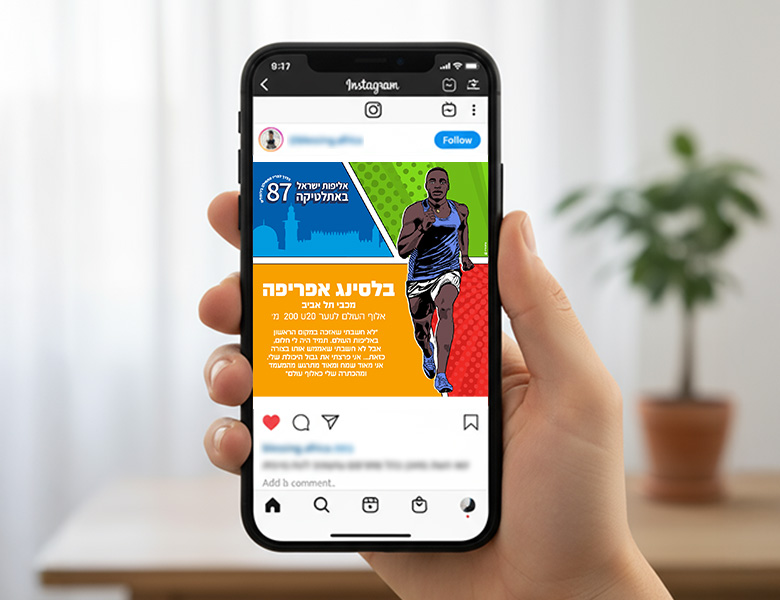 9:17
Instagram
Follow
אליפות ישראל
באתלטיקה
87
בלסינג אפריפה
מכבי תל אביב
אלוף העולם לנוער U20 ל 200 מ'
"לא חשבתי שאזכה במקום הראשון
באליפות העולם. תמיד היה לי חלום,
אבל לא חשבתי שאממש אותו בצורה
כזאת... אני פרצתי את גבול היכולת שלי.
אני מאוד שמח ומאוד מתרגש מהמעמד
ומהכתרה שלי כאלוף עולם"
Add a comment..